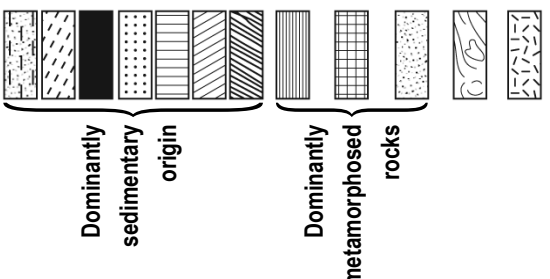 Dominantly
sedimentary
origin
Dominantly
metamorphosed
rocks